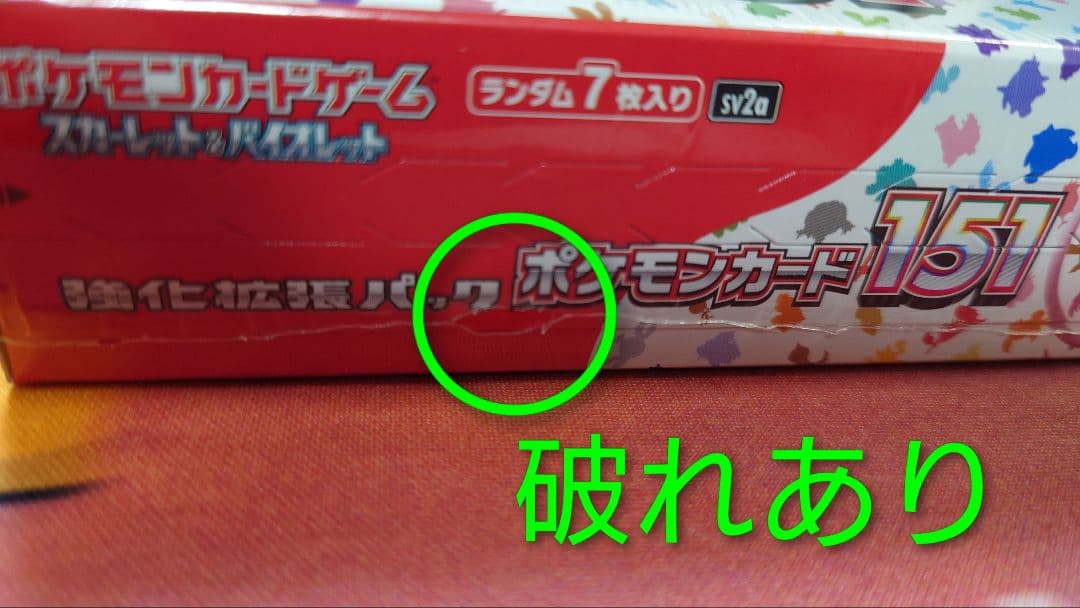 ポケモンカードゲーム
スカーレット&バイオレット
ランダム7枚入り
sv2a
強化拡張パック
ポケモンカード151
破れあり